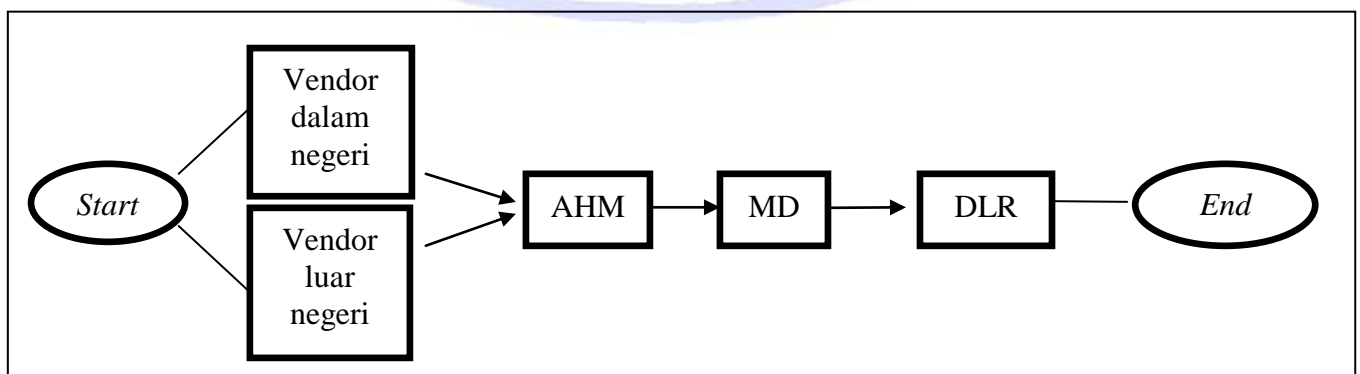 Start
Vendor
dalam
negeri
Vendor
luar
negeri
AHM
MD
DLR
End